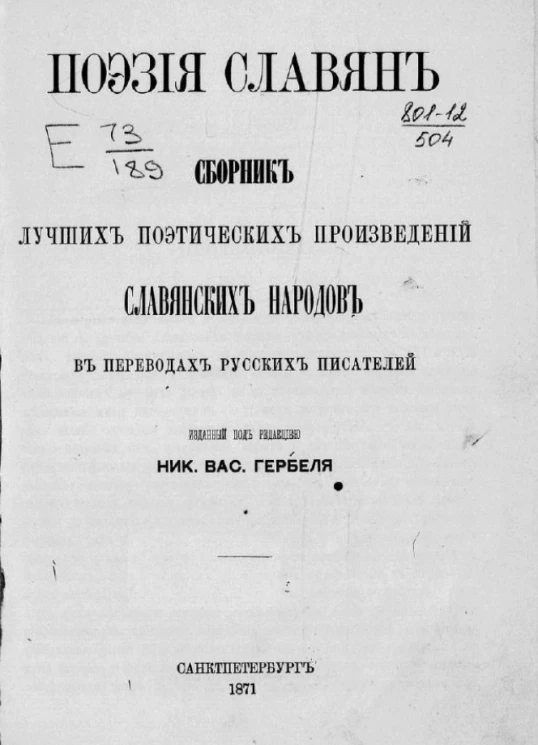 ПОЭЗІЯ СЛАВЯНЪ
801-12
504
Е 73
189
СБОРНИКЪ
ЛУЧШИХЪ ПОЭТИЧЕСКИХЪ ПРОИЗВЕДЕНІЙ
СЛАВЯНСКИХЪ НАРОДОВЪ
ВЪ ПЕРЕВОДАХЪ РУССКИХЪ ПИСАТЕЛЕЙ
ИЗДАННЫЙ ПОДЪ РЕДАКЦІЕЮ
НИК. ВАС. ГЕРБЕЛЯ
САНКТПЕТЕРБУРГЪ
1871